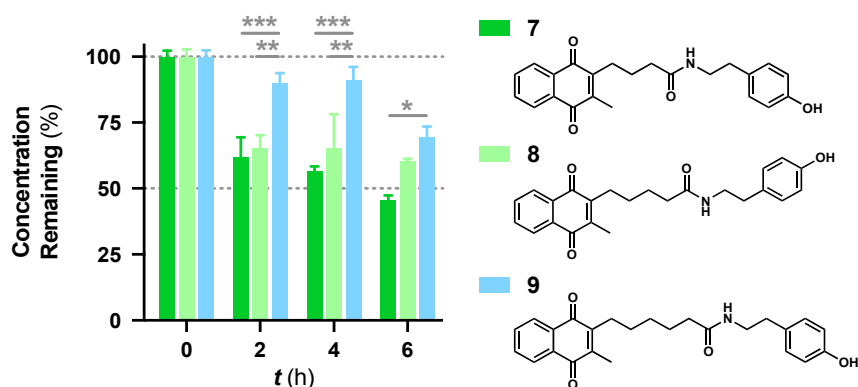 Concentration
Remaining (%)
100
75
50
25
0
***
**
***
**
*
0 2 4 6
t (h)
7
O
O
O
H
N
OH
8
O
O
O
N
H
OH
9
O
O
O
H
N
OH